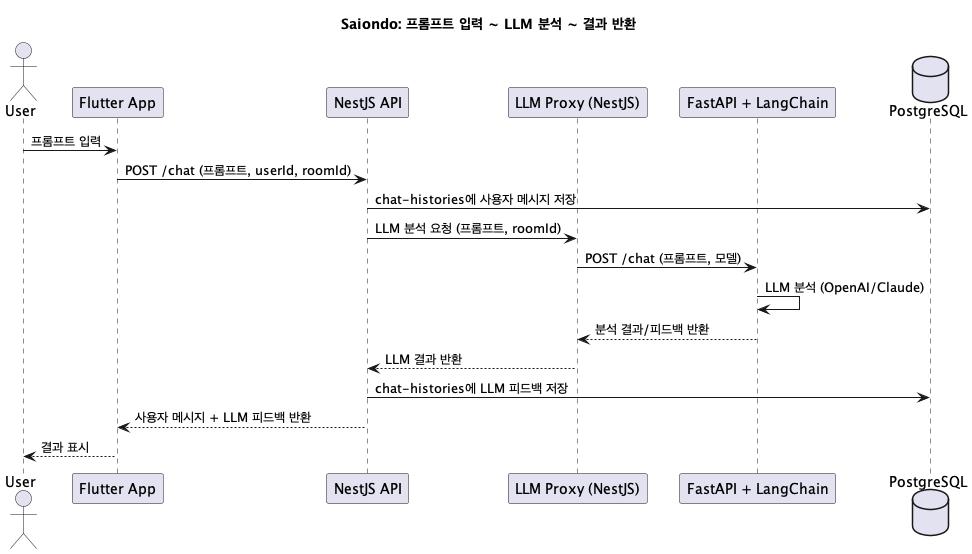 Saiondo: 프롬프트 입력 ~ LLM 분석 ~ 결과 반환
User
Flutter App
NestJS API
LLM Proxy (NestJS)
FastAPI + LangChain
PostgreSQL
프롬프트 입력
POST /chat (프롬프트, userId, roomId)
chat-histories에 사용자 메시지 저장
LLM 분석 요청 (프롬프트, roomId)
POST /chat (프롬프트, 모델)
LLM 분석 (OpenAI/Claude)
분석 결과/피드백 반환
LLM 결과 반환
chat-histories에 LLM 피드백 저장
사용자 메시지 + LLM 피드백 반환
결과 표시
User
Flutter App
NestJS API
LLM Proxy (NestJS)
FastAPI + LangChain
PostgreSQL